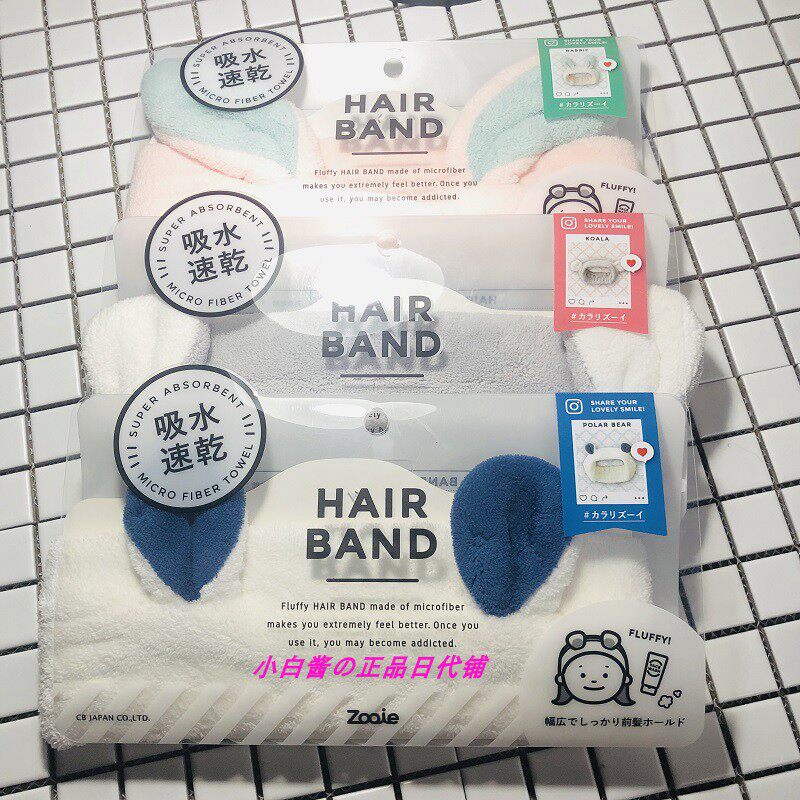 SUPER ABSORBENT
吸水
速乾
MICRO FIBER TOWEL
HAIR
BAND
Fluffy HAIR BAND made of microfiber
makes you extremely feel better. Once you
use it, you may become addicted.
SHARE YOUR
LOVELY SMILE!
RABBIT
#カラリズーイ
FLUFFY!
SUPER ABSORBENT
吸水
速乾
MICRO FIBER TOWEL
HAIR
BAND
SHARE YOUR
LOVELY SMILE!
KOALA
#カラリズーイ
SUPER ABSORBENT
吸水
速乾
MICRO FIBER TOWEL
HAIR
BAND
Fluffy HAIR BAND made of microfiber
makes you extremely feel better. Once you
use it, you may become addicted.
SHARE YOUR
LOVELY SMILE!
POLAR BEAR
#カラリズーイ
小白酱の正品日代铺
FLUFFY!
幅広でしっかり前髪ホールド
CB JAPAN CO.,LTD.
Zooie